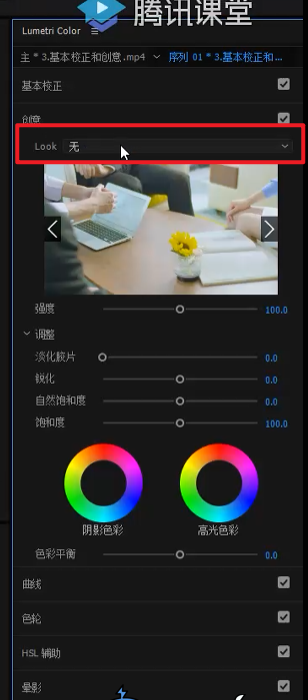 腾讯课堂
Lumetri Color
主 * 3.基本校正和创意.mp4 序列 01 * 3.基本校正和...
基本校正
创意
Look 无
强度 100.0
调整
淡化胶片 0.0
锐化 0.0
自然饱和度 0.0
饱和度 100.0
阴影色彩 高光色彩
色彩平衡 0.0
曲线
色轮
HSL 辅助
晕影